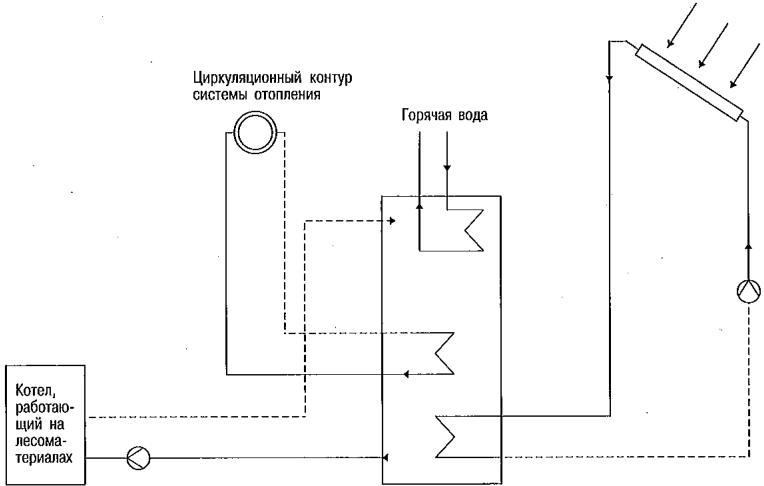 Циркуляционный контур
системы отопления
Горячая вода
Котел,
работаю-
щий на
лесома-
териалах